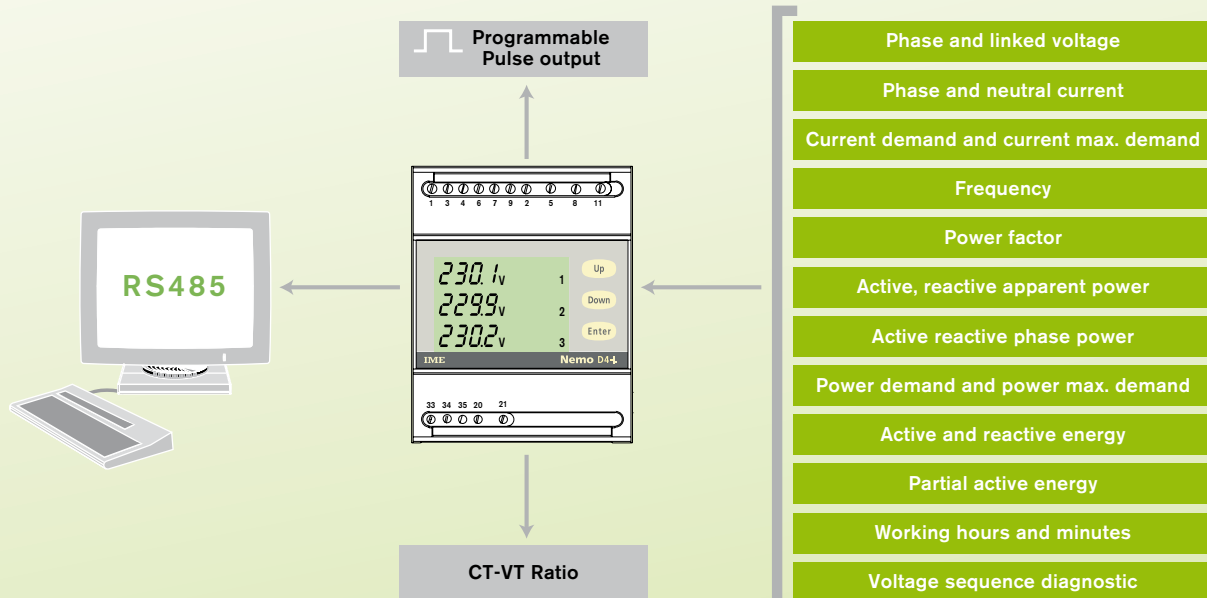 Programmable
Pulse output
1 3 4 6 7 9 2 5 8 11
230.1V 1
229.9V 2
230.2V 3
Up
Down
Enter
IME Nemo D4-L
33 34 35 20 21
RS485
CT-VT Ratio
Phase and linked voltage
Phase and neutral current
Current demand and current max. demand
Frequency
Power factor
Active, reactive apparent power
Active reactive phase power
Power demand and power max. demand
Active and reactive energy
Partial active energy
Working hours and minutes
Voltage sequence diagnostic